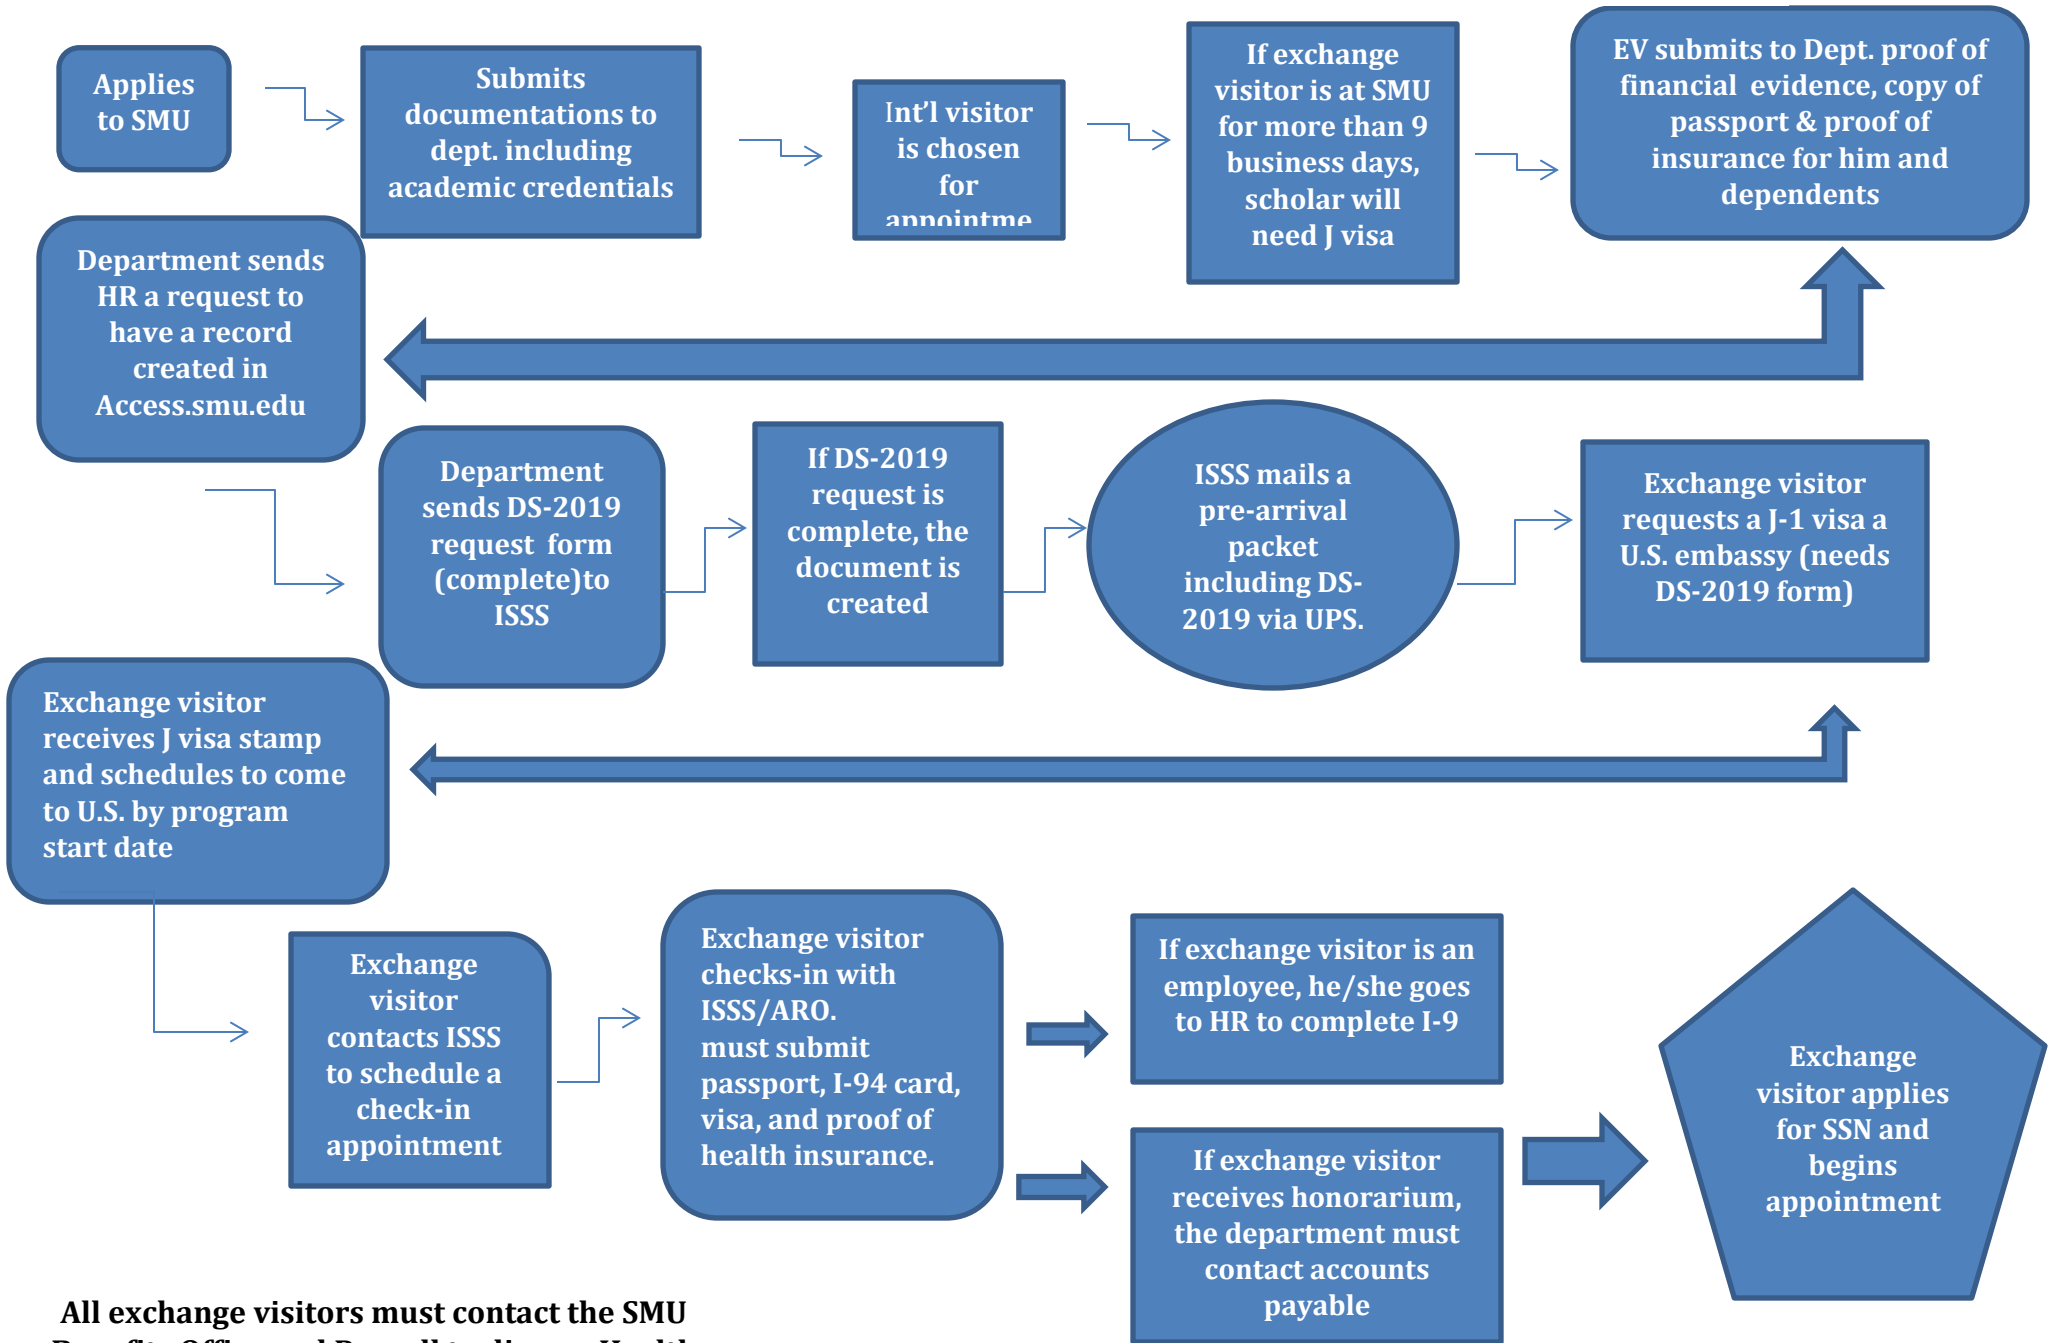 Applies
to SMU
Submits
documentations to
dept. including
academic credentials
Int'l visitor
is chosen
for
appointme
If exchange
visitor is at SMU
for more than 9
business days,
scholar will
need J visa
EV submits to Dept. proof of
financial evidence, copy of
passport & proof of
insurance for him and
dependents
Department sends
HR a request to
have a record
created in
Access.smu.edu
Department
sends DS-2019
request form
(complete)to
ISSS
If DS-2019
request is
complete, the
document is
created
ISSS mails a
pre-arrival
packet
including DS-
2019 via UPS.
Exchange visitor
requests a J-1 visa a
U.S. embassy (needs
DS-2019 form)
Exchange visitor
receives J visa stamp
and schedules to come
to U.S. by program
start date
Exchange
visitor
contacts ISSS
to schedule a
check-in
appointment
Exchange visitor
checks-in with
ISSS/ARO.
must submit
passport, I-94 card,
visa, and proof of
health insurance.
If exchange visitor is an
employee, he/she goes
to HR to complete I-9
If exchange visitor
receives honorarium,
the department must
contact accounts
payable
Exchange
visitor applies
for SSN and
begins
appointment
All exchange visitors must contact the SMU